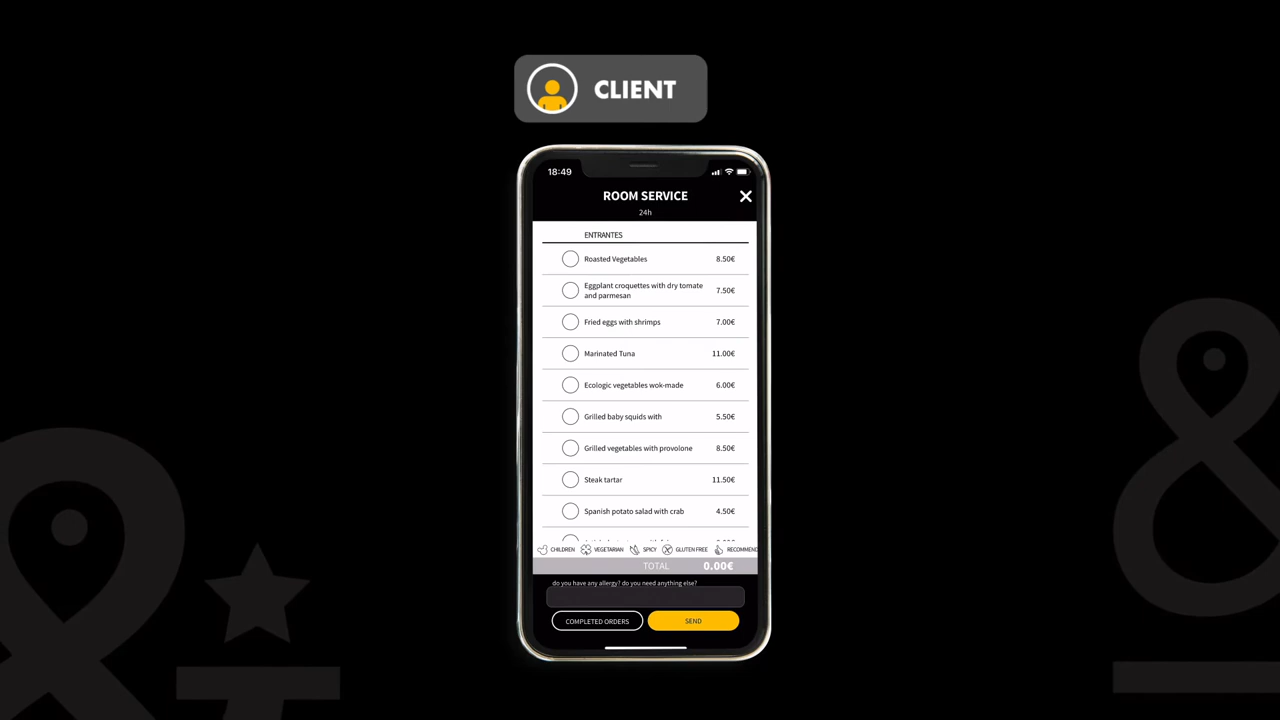 CLIENT
18:49
ROOM SERVICE
24h
ENTRANTES
Roasted Vegetables 8.50€
Eggplant croquettes with dry tomate
and parmesan 7.50€
Fried eggs with shrimps 7.00€
Marinated Tuna 11.00€
Ecologic vegetables wok-made 6.00€
Grilled baby squids with 5.50€
Grilled vegetables with provolone 8.50€
Steak tartar 11.50€
Spanish potato salad with crab 4.50€
CHILDREN VEGETARIAN SPICY GLUTEN FREE RECOMMEND
TOTAL 0.00€
do you have any allergy? do you need anything else?
COMPLETED ORDERS SEND